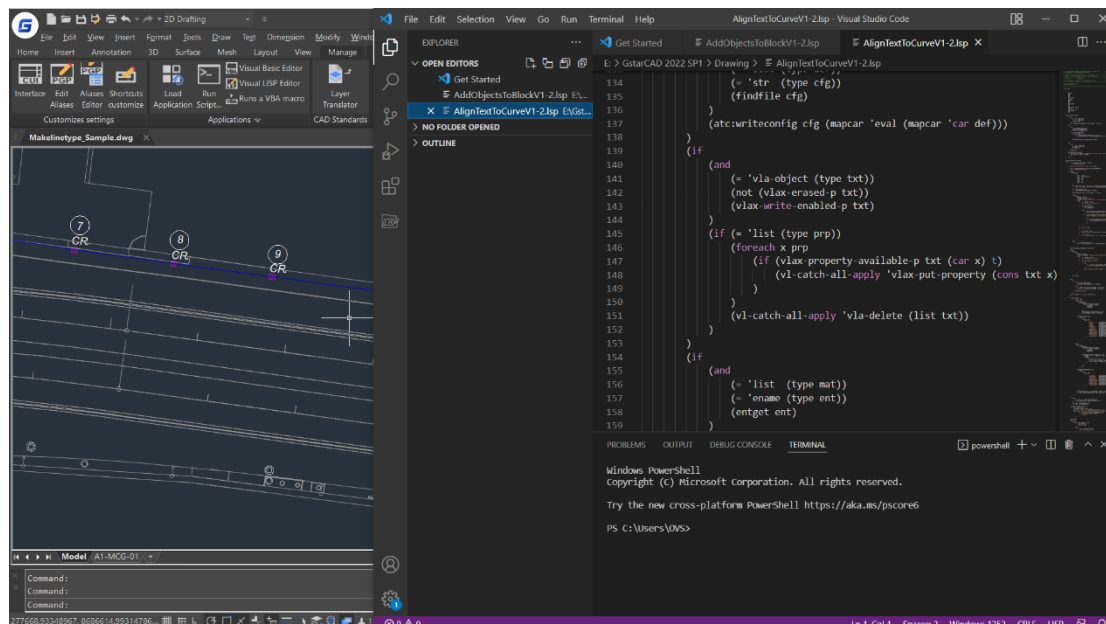 2D Drafting
File Edit View Insert Format Tools Draw Text Dimension Modify Windo
Home Insert Annotation 3D Surface Mesh Layout View Manage
CUI PGP PGP
Interface Edit Aliases Shortcuts
Aliases Editor customize
Load Run
Application Script...
Visual Basic Editor
Visual LISP Editor
Runs a VBA macro
Layer
Translator
Customizes settings Applications CAD Standards
Makelinetype_Sample.dwg
7
CR
8
CR
9
CR
Model A1-MCG-01 +
Command:
Command:
Command:
File Edit Selection View Go Run Terminal Help AlignTextToCurveV1-2.lsp - Visual Studio Code
EXPLORER ...
OPEN EDITORS
Get Started
AddObjectsToBlockV1-2.lsp E:\...
AlignTextToCurveV1-2.lsp E:\Gst...
NO FOLDER OPENED
OUTLINE
Get Started AddObjectsToBlockV1-2.lsp AlignTextToCurveV1-2.lsp
E: > GstarCAD 2022 SP1 > Drawing > AlignTextToCurveV1-2.lsp
134 (= 'str (type cfg))
135 (findfile cfg)
136 )
137 (atc:writeconfig cfg (mapcar 'eval (mapcar 'car def)))
138 )
139 (if
140 (and
141 (= 'vla-object (type txt))
142 (not (vlax-erased-p txt))
143 (vlax-write-enabled-p txt)
144 )
145 (if (= 'list (type prp))
146 (foreach x prp
147 (if (vlax-property-available-p txt (car x) t)
148 (vl-catch-all-apply 'vlax-put-property (cons txt x)
149 )
150 )
151 (vl-catch-all-apply 'vla-delete (list txt))
152 )
153 )
154 (if
155 (and
156 (= 'list (type mat))
157 (= 'ename (type ent))
158 (entget ent)
159 )
PROBLEMS OUTPUT DEBUG CONSOLE TERMINAL powershell
Windows PowerShell
Copyright (C) Microsoft Corporation. All rights reserved.
Try the new cross-platform PowerShell https://aka.ms/pscore6
PS C:\Users\OVS>